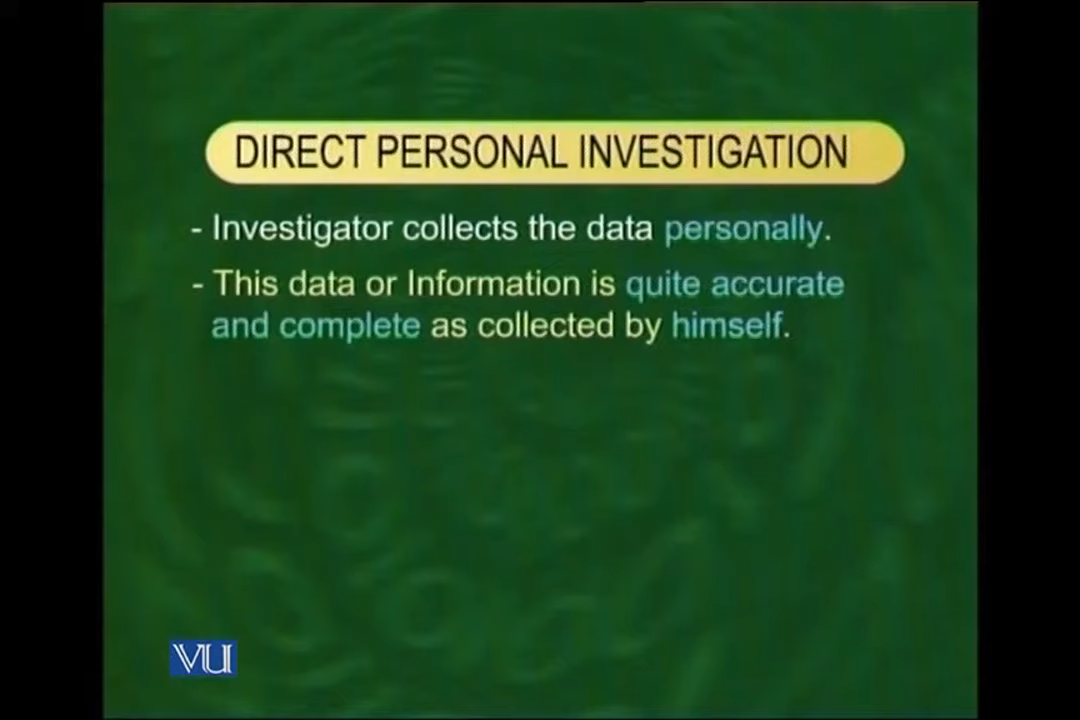 DIRECT PERSONAL INVESTIGATION
- Investigator collects the data personally.
- This data or Information is quite accurate
and complete as collected by himself.
VU